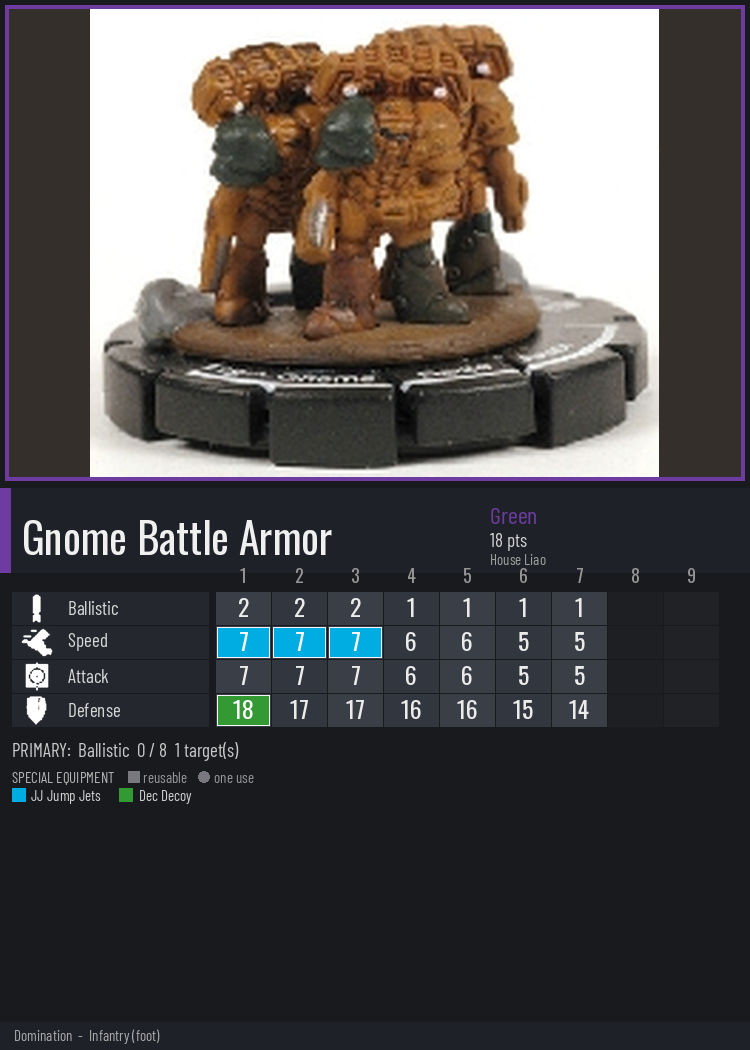 Gnome
Gnome Battle Armor
Green
18 pts
House Liao
1 2 3 4 5 6 7 8 9
Ballistic 2 2 2 1 1 1 1
Speed 7 7 7 6 6 5 5
Attack 7 7 7 6 6 5 5
Defense 18 17 17 16 16 15 14
PRIMARY: Ballistic 0 / 8 1 target(s)
SPECIAL EQUIPMENT reusable one use
JJ Jump Jets Dec Decoy
Domination - Infantry (foot)